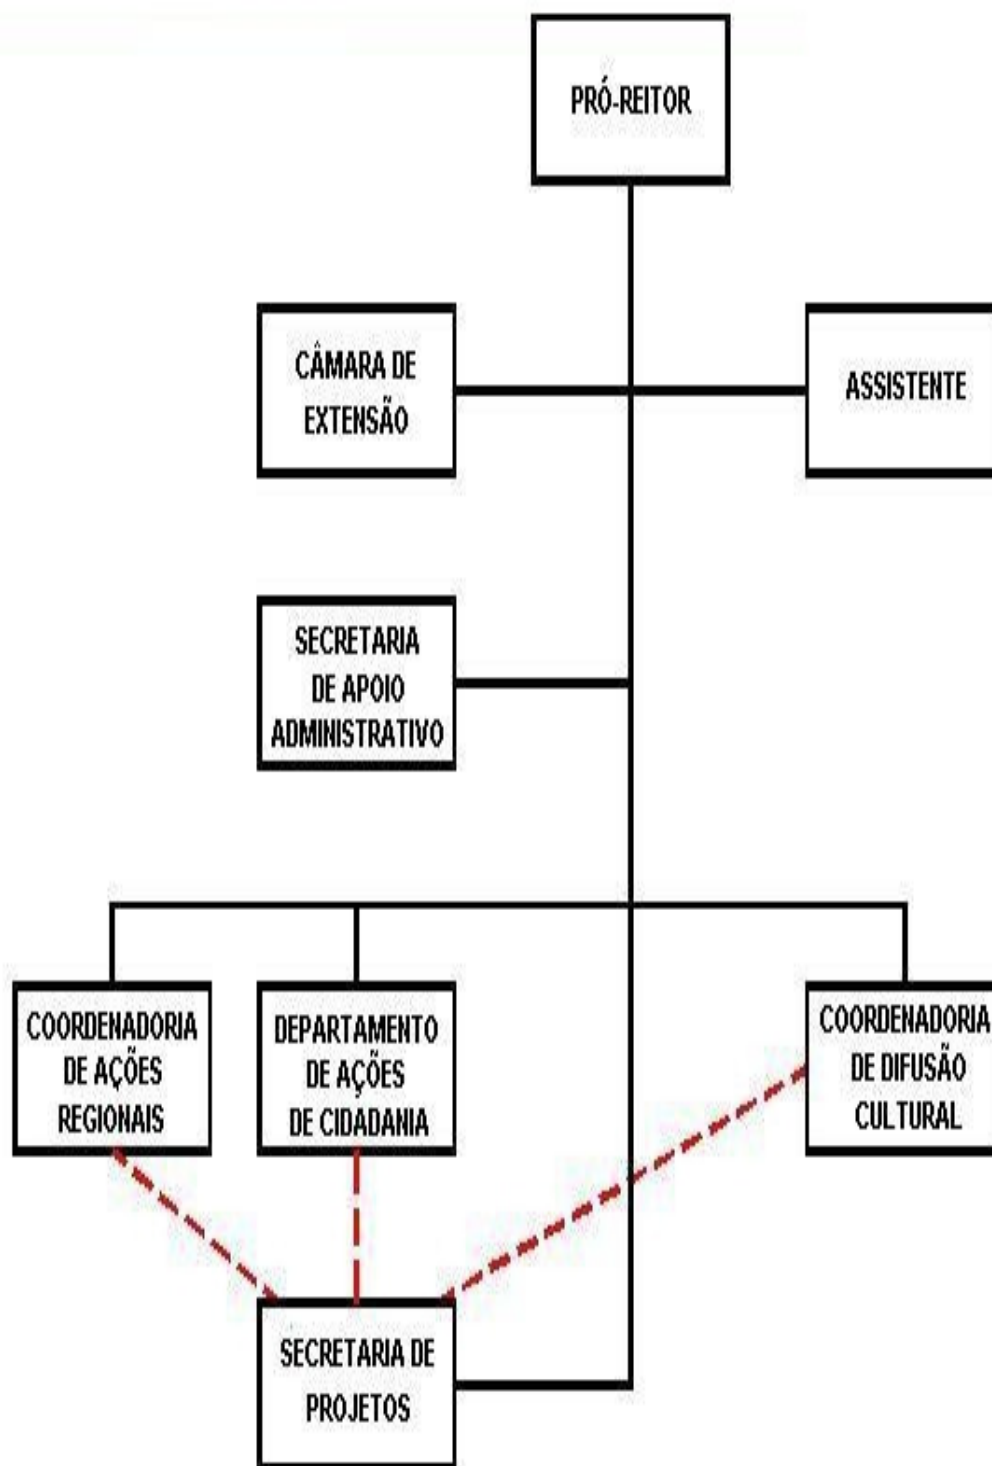 PRÓ-REITOR
CÂMARA DE
EXTENSÃO
ASSISTENTE
SECRETARIA
DE APOIO
ADMINISTRATIVO
COORDENADORIA
DE AÇÕES
REGIONAIS
DEPARTAMENTO
DE AÇÕES
DE CIDADANIA
COORDENADORIA
DE DIFUSÃO
CULTURAL
SECRETARIA DE
PROJETOS